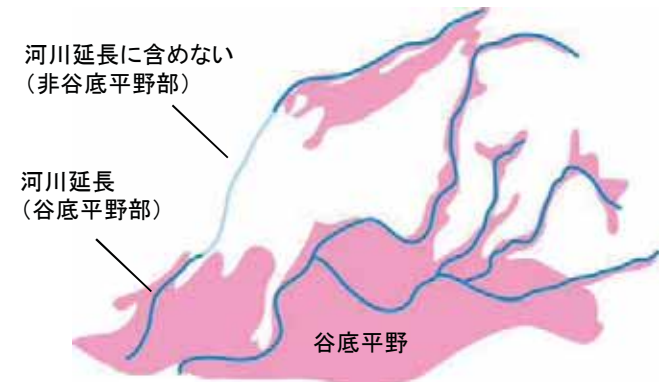 河川延長に含めない
（非谷底平野部）
河川延長
（谷底平野部）
谷底平野